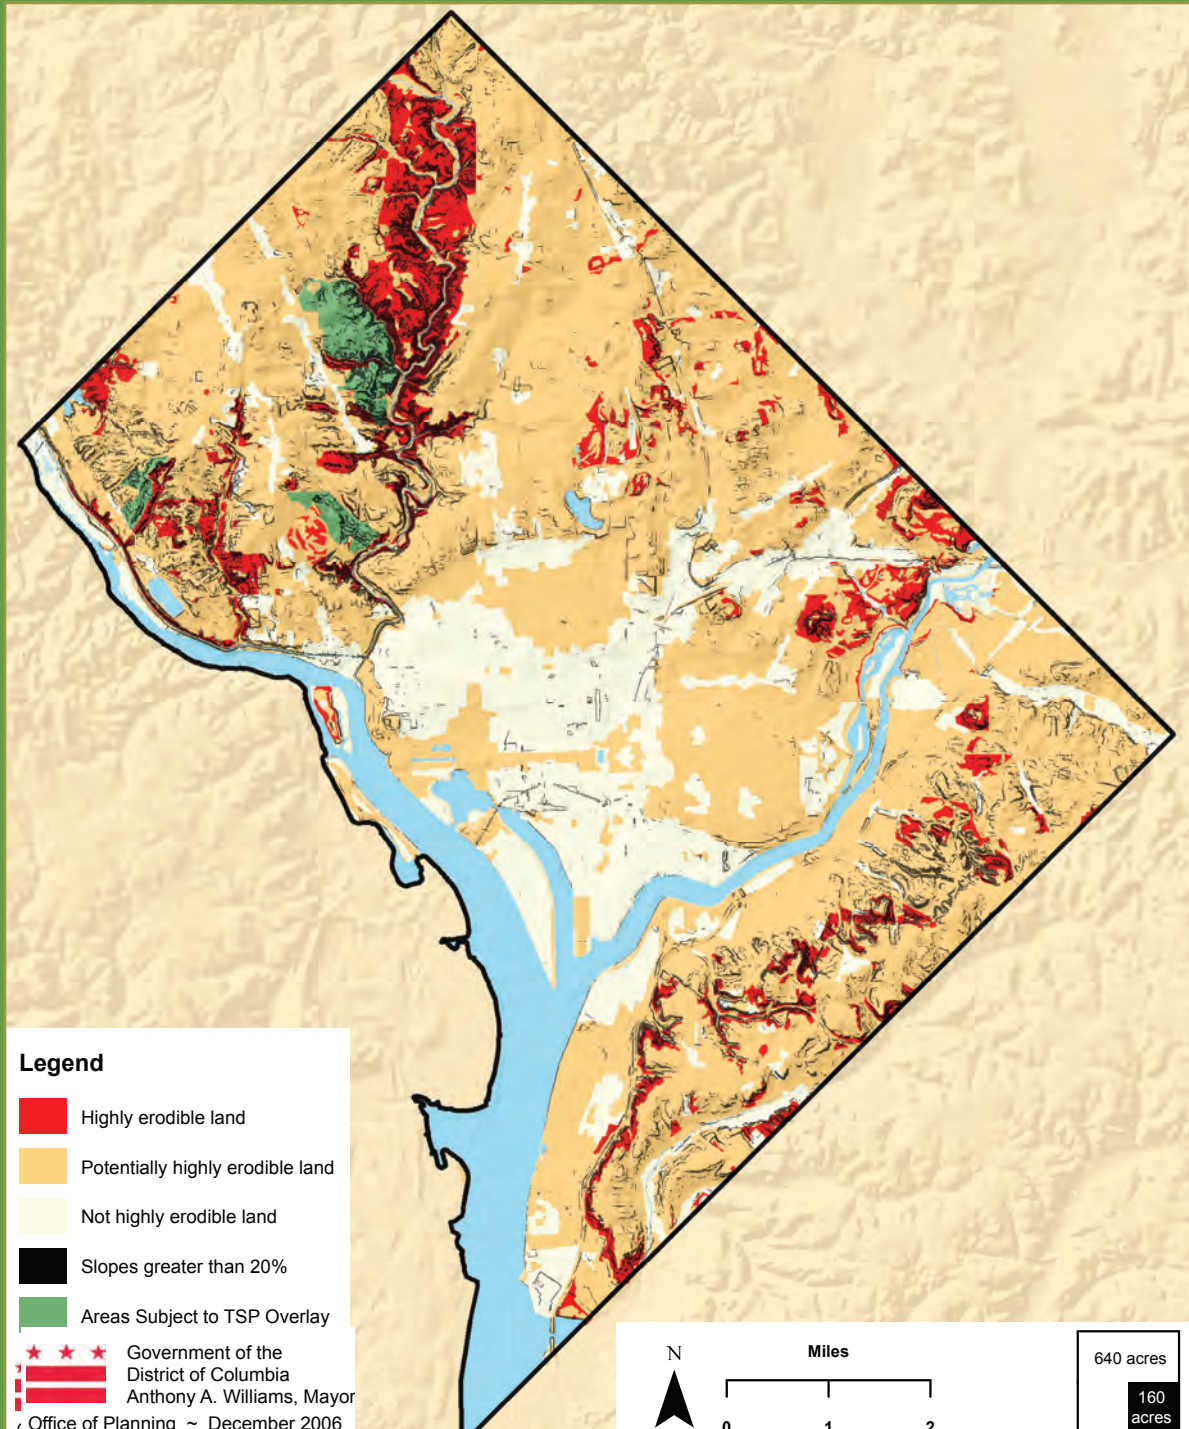 Legend
Highly erodible land
Potentially highly erodible land
Not highly erodible land
Slopes greater than 20%
Areas Subject to TSP Overlay
Government of the
District of Columbia
Anthony A. Williams, Mayor
Office of Planning ~ December 2006
N
Miles
0 1 2
640 acres
160
acres